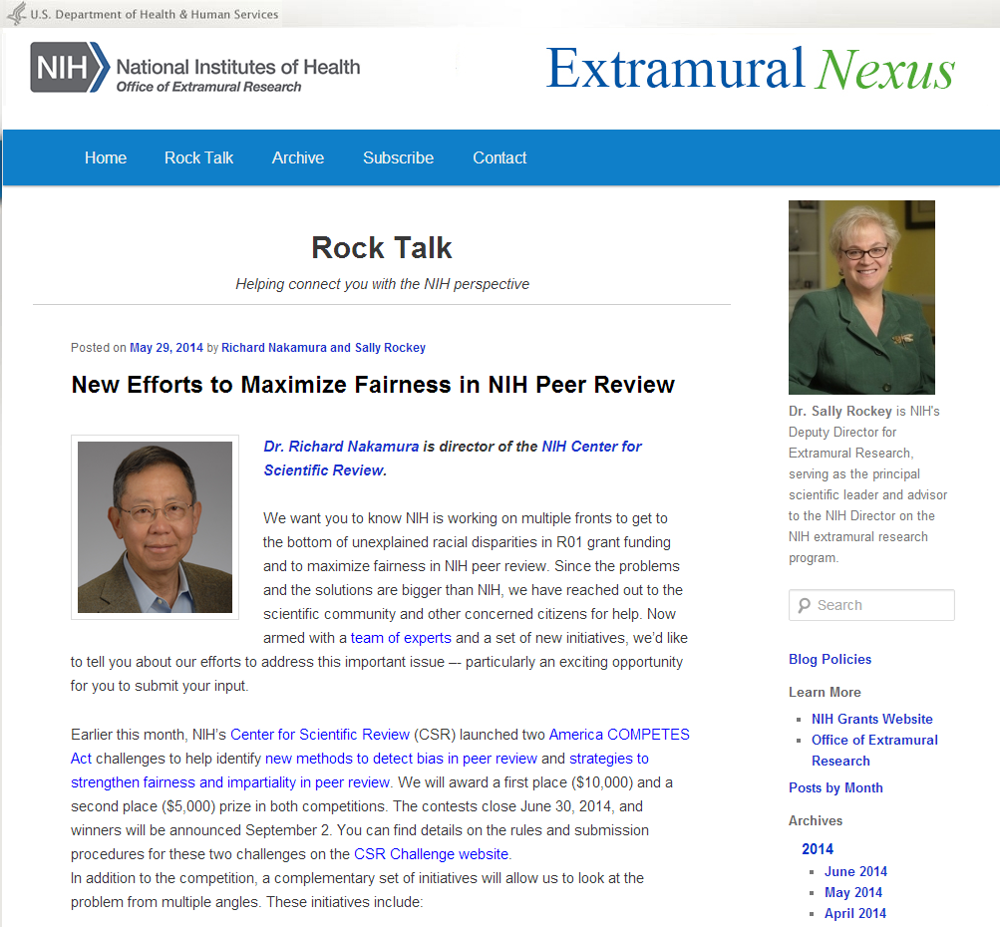 U.S. Department of Health & Human Services
NIH National Institutes of Health
Office of Extramural Research
Extramural Nexus
Home Rock Talk Archive Subscribe Contact
Rock Talk
Helping connect you with the NIH perspective
Posted on May 29, 2014 by Richard Nakamura and Sally Rockey
New Efforts to Maximize Fairness in NIH Peer Review
Dr. Richard Nakamura is director of the NIH Center for
Scientific Review.
We want you to know NIH is working on multiple fronts to get to
the bottom of unexplained racial disparities in R01 grant funding
and to maximize fairness in NIH peer review. Since the problems
and the solutions are bigger than NIH, we have reached out to the
scientific community and other concerned citizens for help. Now
armed with a team of experts and a set of new initiatives, we’d like
to tell you about our efforts to address this important issue –- particularly an exciting opportunity
for you to submit your input.
Earlier this month, NIH’s Center for Scientific Review (CSR) launched two America COMPETES
Act challenges to help identify new methods to detect bias in peer review and strategies to
strengthen fairness and impartiality in peer review. We will award a first place ($10,000) and a
second place ($5,000) prize in both competitions. The contests close June 30, 2014, and
winners will be announced September 2. You can find details on the rules and submission
procedures for these two challenges on the CSR Challenge website.
In addition to the competition, a complementary set of initiatives will allow us to look at the
problem from multiple angles. These initiatives include:
Dr. Sally Rockey is NIH's
Deputy Director for
Extramural Research,
serving as the principal
scientific leader and advisor
to the NIH Director on the
NIH extramural research
program.
Search
Blog Policies
Learn More
NIH Grants Website
Office of Extramural
Research
Posts by Month
Archives
2014
June 2014
May 2014
April 2014